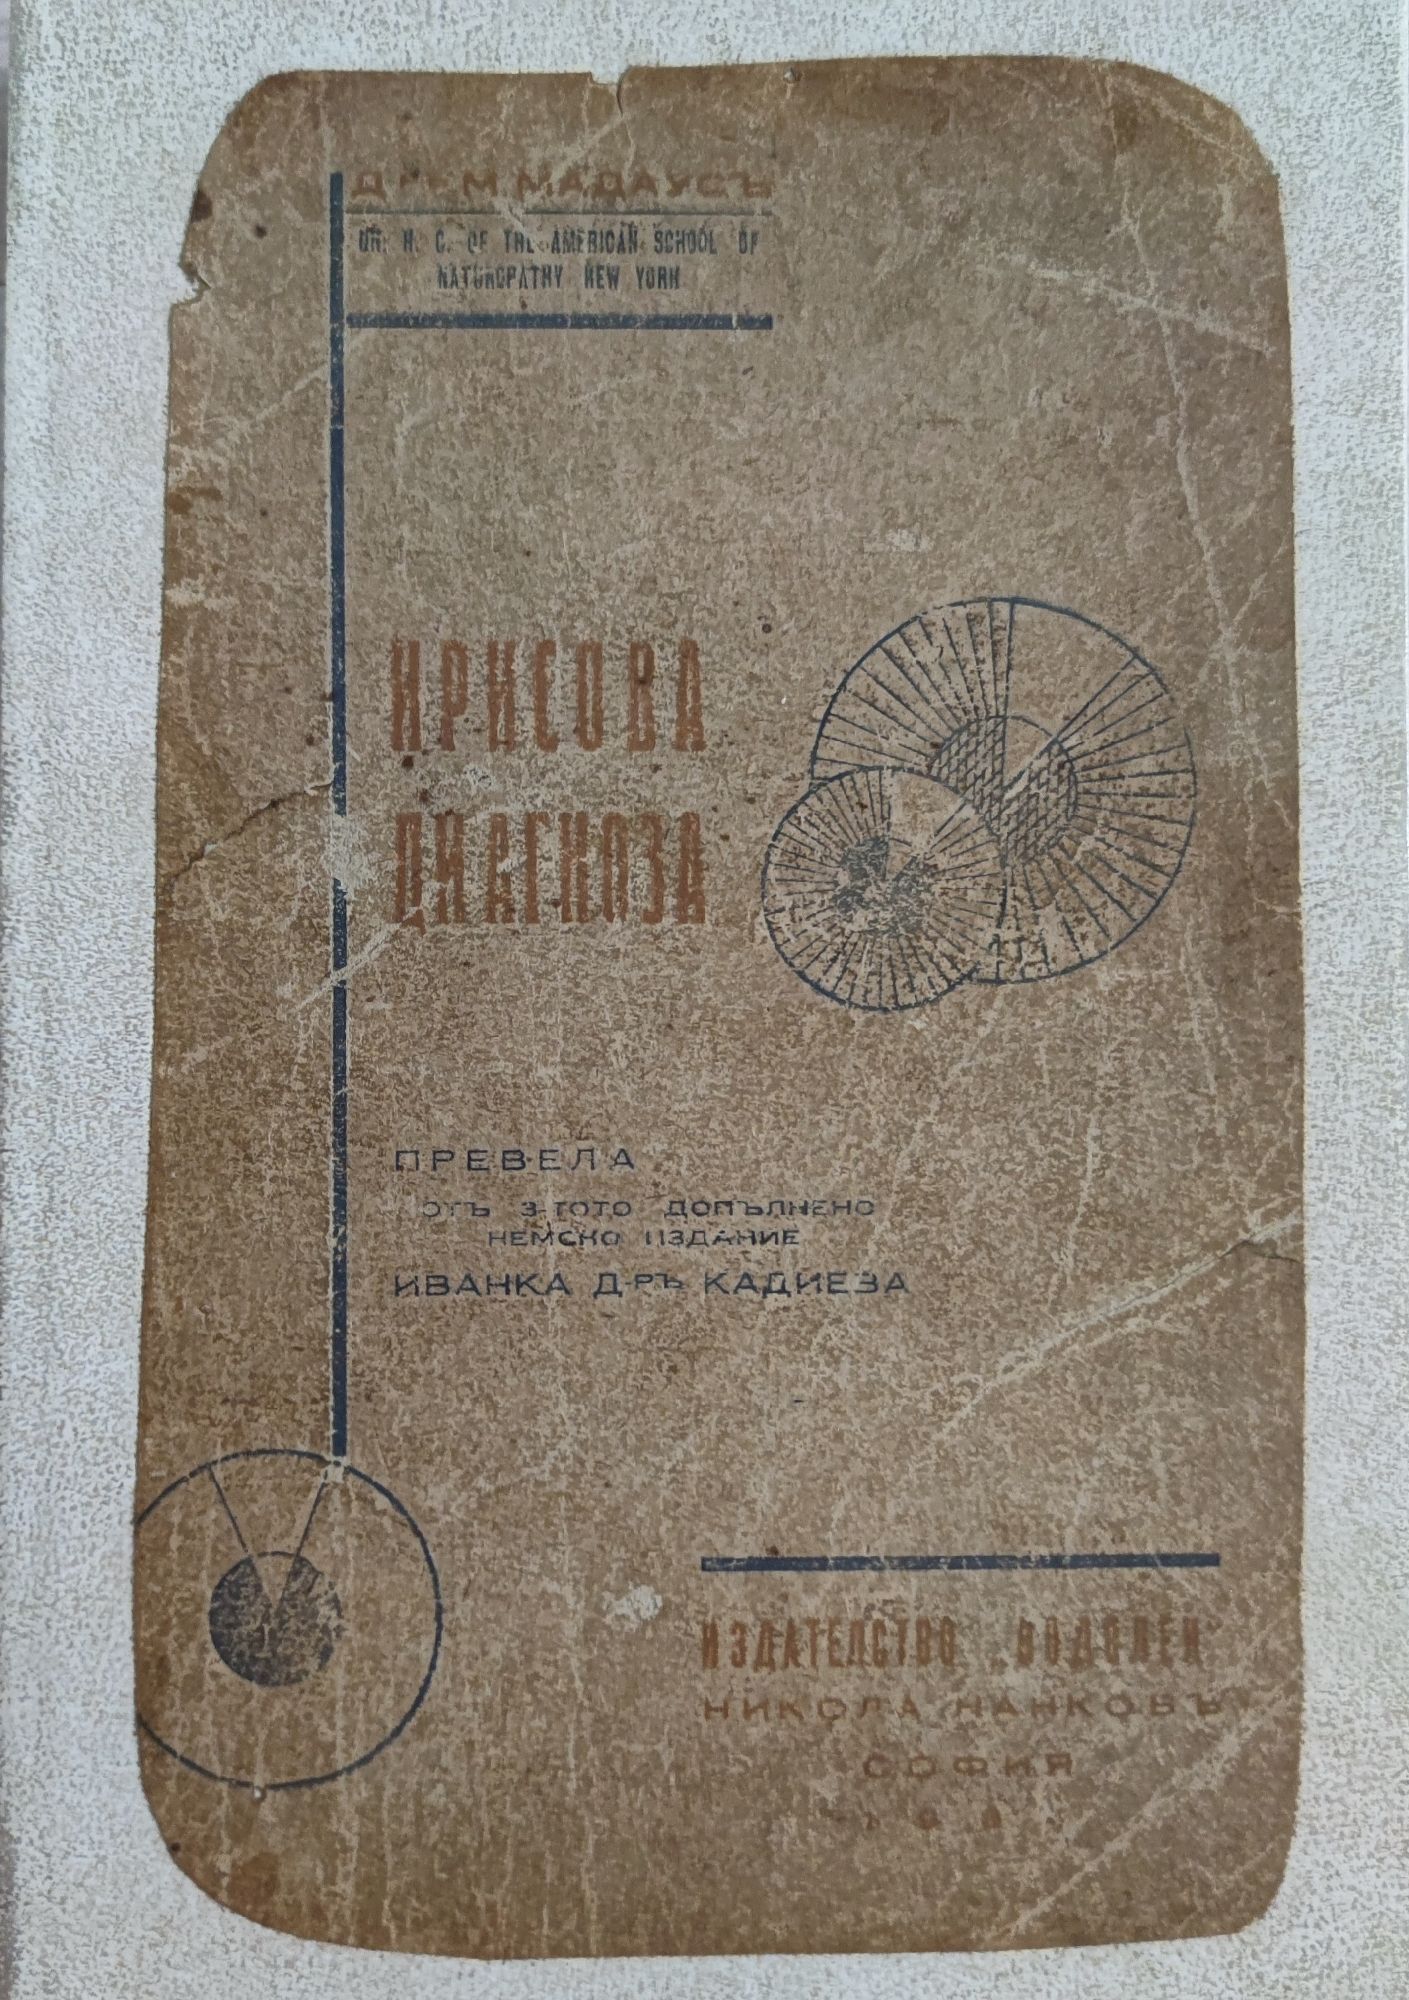 Д-РЪ М. МАДАУСЪ
DR. H. C. OF THE AMERICAN SCHOOL OF
NATUROPATHY NEW YORK
ИРИСОВА
ДИАГНОЗА
ПРЕВЕЛА
ОТЪ 3-ТОТО ДОПЪЛНЕНО
НЕМСКО ИЗДАНИЕ
ИВАНКА Д-РЪ КАДИЕВА
ИЗДАТЕЛСТВО „ВОДОЛЕЙ"
НИКОЛА НАНКОВЪ
СОФИЯ